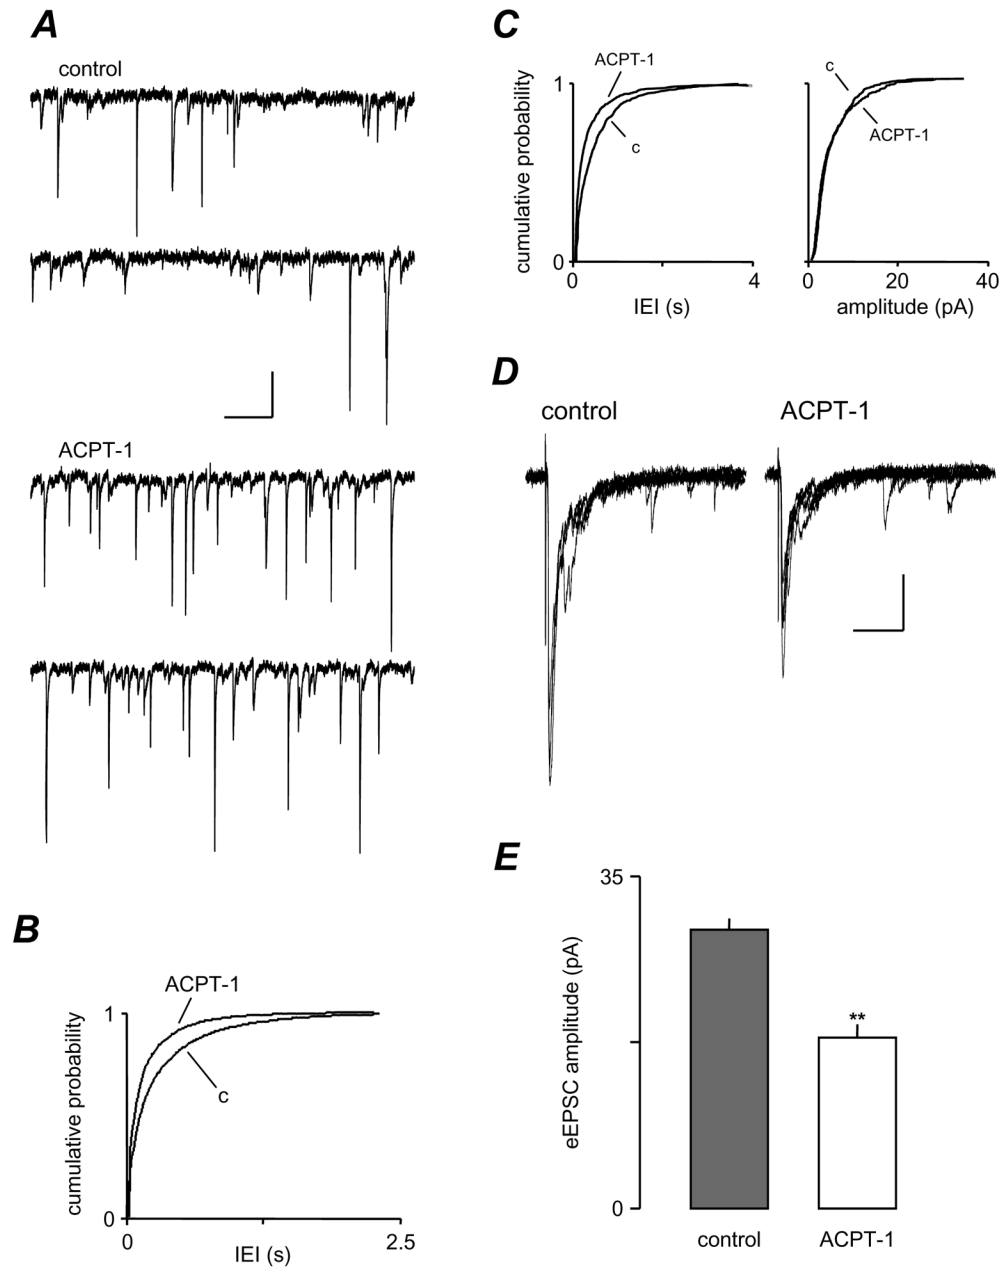 A
control
ACPT-1
B
ACPT-1
c
1
0
cumulative probability
0
2.5
IEI (s)
C
ACPT-1
c
1
0
cumulative probability
0
4
IEI (s)
c
ACPT-1
0
20
40
amplitude (pA)
D
control
ACPT-1
E
35
0
eEPSC amplitude (pA)
**
control
ACPT-1